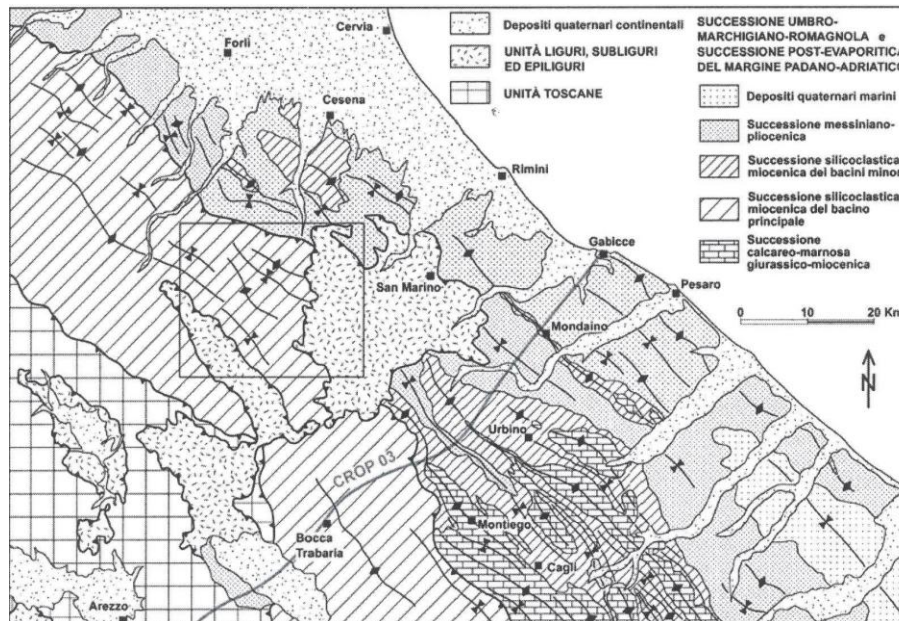 Depositi quaternari continentali
UNITÀ LIGURI, SUBLIGURI
ED EPILIGURI
UNITÀ TOSCANE
SUCCESSIONE UMBRO-
MARCHIGIANO-ROMAGNOLA e
SUCCESSIONE POST-EVAPORITICA
DEL MARGINE PADANO-ADRIATICO
Depositi quaternari marini
Successione messiniano-
pliocenica
Successione silicoclastica
miocenica dei bacini minori
Successione silicoclastica
miocenica del bacino
principale
Successione
calcareo-marnosa
giurassico-miocenica
0 20 Km
N
Cervia
Forlì
Cesena
Rimini
Gabicce
San Marino
Pesaro
Mondaino
Urbino
CROP 03
Montiego
Bocca
Trabaria
Cagli
Arezzo